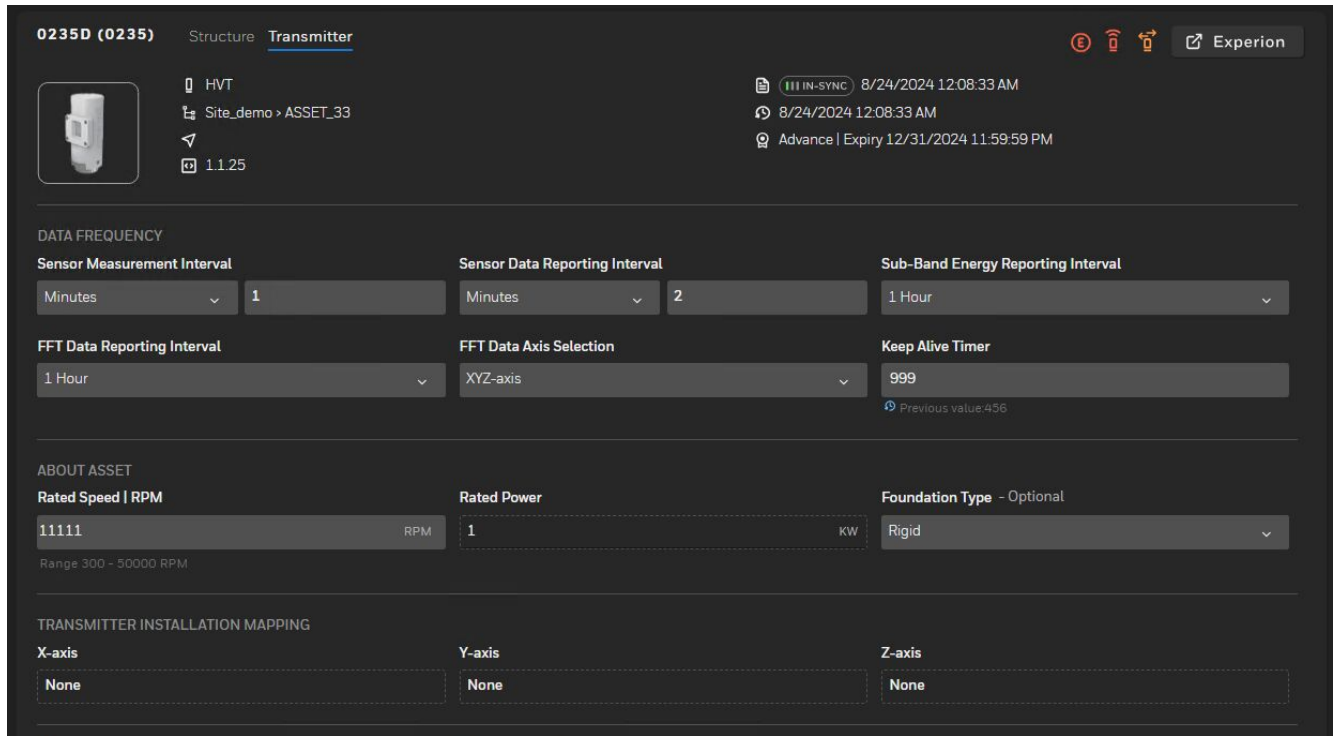 0235D (0235) Structure Transmitter E Experion
HVT
Site_demo > ASSET_33
1.1.25
IN-SYNC 8/24/2024 12:08:33 AM
8/24/2024 12:08:33 AM
Advance | Expiry 12/31/2024 11:59:59 PM
DATA FREQUENCY
Sensor Measurement Interval Sensor Data Reporting Interval Sub-Band Energy Reporting Interval
Minutes 1 Minutes 2 1 Hour
FFT Data Reporting Interval FFT Data Axis Selection Keep Alive Timer
1 Hour XYZ-axis 999
Previous value:456
ABOUT ASSET
Rated Speed | RPM Rated Power Foundation Type - Optional
11111 RPM 1 KW Rigid
Range 300 - 50000 RPM
TRANSMITTER INSTALLATION MAPPING
X-axis Y-axis Z-axis
None None None